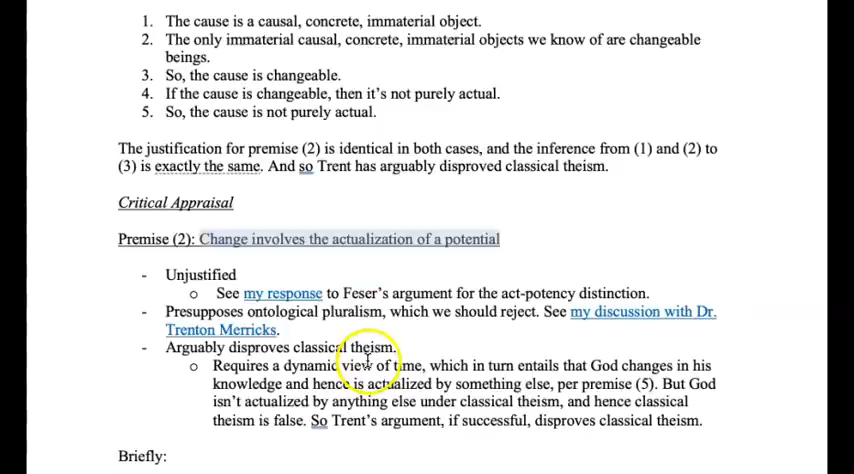 1. The cause is a causal, concrete, immaterial object.
2. The only immaterial causal, concrete, immaterial objects we know of are changeable
beings.
3. So, the cause is changeable.
4. If the cause is changeable, then it's not purely actual.
5. So, the cause is not purely actual.
The justification for premise (2) is identical in both cases, and the inference from (1) and (2) to
(3) is exactly the same. And so Trent has arguably disproved classical theism.
Critical Appraisal
Premise (2): Change involves the actualization of a potential
- Unjustified
o See my response to Feser's argument for the act-potency distinction.
- Presupposes ontological pluralism, which we should reject. See my discussion with Dr.
Trenton Merricks.
- Arguably disproves classical theism.
o Requires a dynamic view of time, which in turn entails that God changes in his
knowledge and hence is actualized by something else, per premise (5). But God
isn't actualized by anything else under classical theism, and hence classical
theism is false. So Trent's argument, if successful, disproves classical theism.
Briefly: